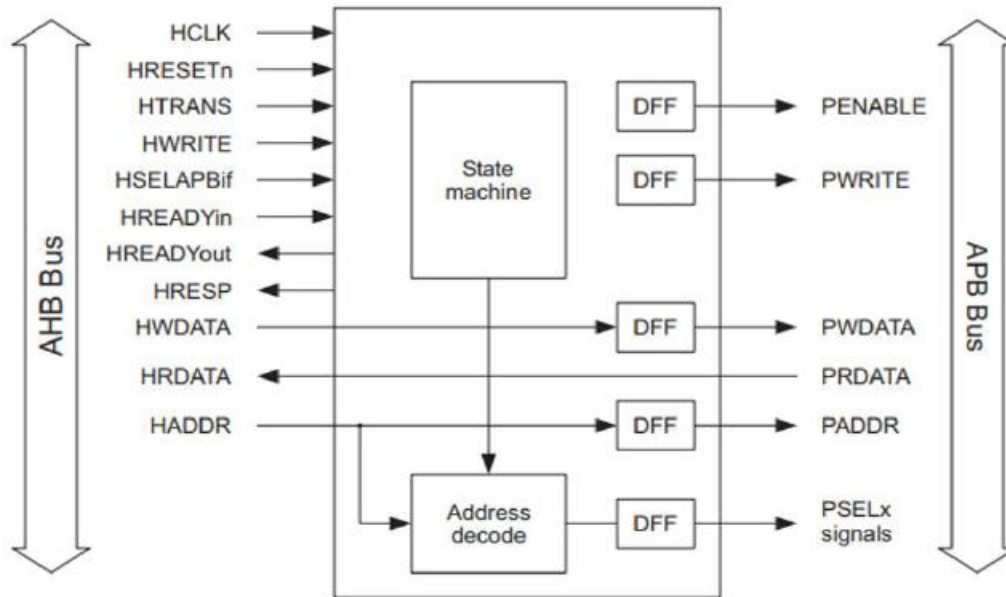 AHB Bus
HCLK
HRESETn
HTRANS
HWRITE
HSELAPBif
HREADYin
HREADYout
HRESP
HWDATA
HRDATA
HADDR
State
machine
Address
decode
DFF
DFF
DFF
DFF
DFF
PENABLE
PWRITE
PWDATA
PRDATA
PADDR
PSELx
signals
APB Bus